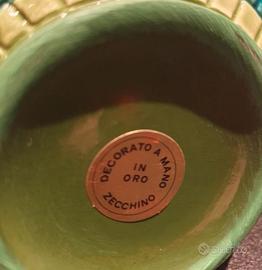 DECORATO A MANO
IN
ORO
ZECCHINO